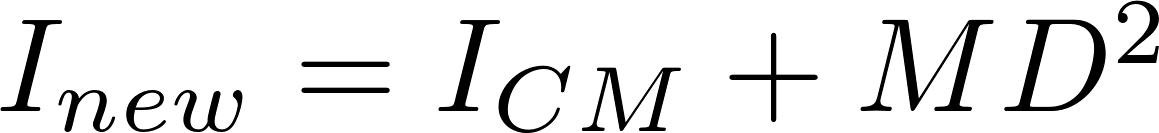 I_{new} = I_{CM} + MD^2